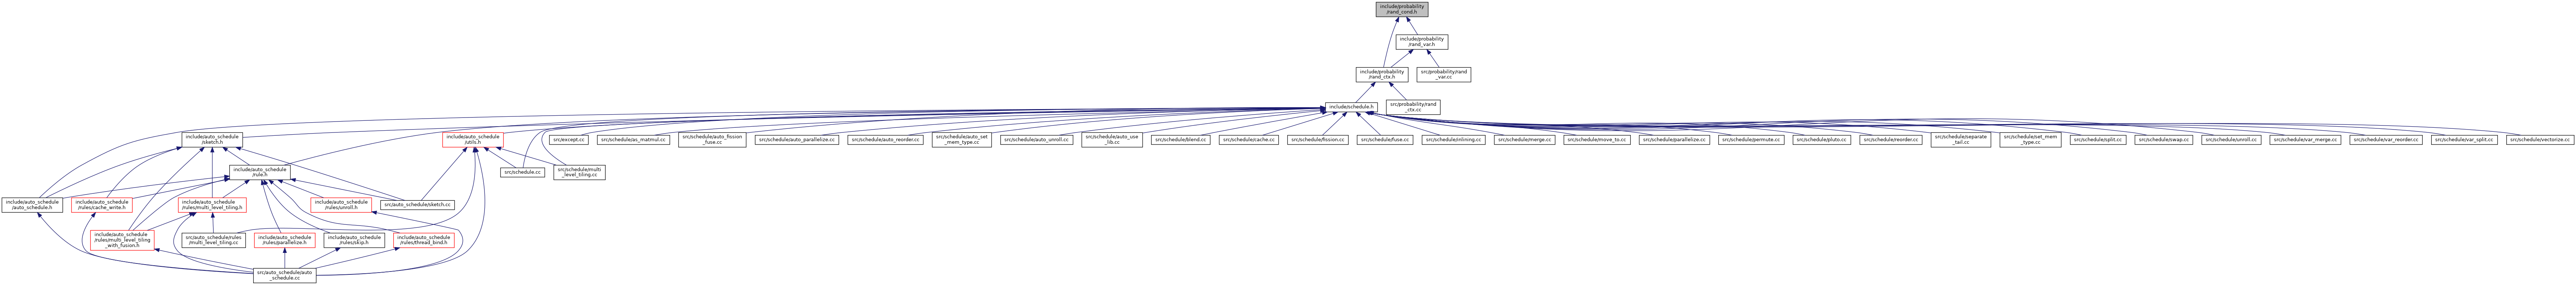 include/probability
/rand_cond.h
include/probability
/rand_var.h
include/probability
/rand_ctx.h
src/probability/rand
_var.cc
include/schedule.h
src/probability/rand
_ctx.cc
include/auto_schedule
/sketch.h
include/auto_schedule
/utils.h
src/except.cc
src/schedule/as_matmul.cc
src/schedule/auto_fission
_fuse.cc
src/schedule/auto_parallelize.cc
src/schedule/auto_reorder.cc
src/schedule/auto_set
_mem_type.cc
src/schedule/auto_unroll.cc
src/schedule/auto_use
_lib.cc
src/schedule/blend.cc
src/schedule/cache.cc
src/schedule/fission.cc
src/schedule/fuse.cc
src/schedule/inlining.cc
src/schedule/merge.cc
src/schedule/move_to.cc
src/schedule/parallelize.cc
src/schedule/permute.cc
src/schedule/pluto.cc
src/schedule/reorder.cc
src/schedule/separate
_tail.cc
src/schedule/set_mem
_type.cc
src/schedule/split.cc
src/schedule/swap.cc
src/schedule/unroll.cc
src/schedule/var_merge.cc
src/schedule/var_reorder.cc
src/schedule/var_split.cc
src/schedule/vectorize.cc
include/auto_schedule
/rule.h
src/schedule.cc
src/schedule/multi
_level_tiling.cc
include/auto_schedule
/auto_schedule.h
include/auto_schedule
/rules/cache_write.h
include/auto_schedule
/rules/multi_level_tiling.h
include/auto_schedule
/rules/unroll.h
src/auto_schedule/sketch.cc
include/auto_schedule
/rules/multi_level_tiling
_with_fusion.h
src/auto_schedule/rules
/multi_level_tiling.cc
include/auto_schedule
/rules/parallelize.h
include/auto_schedule
/rules/skip.h
include/auto_schedule
/rules/thread_bind.h
src/auto_schedule/auto
_schedule.cc